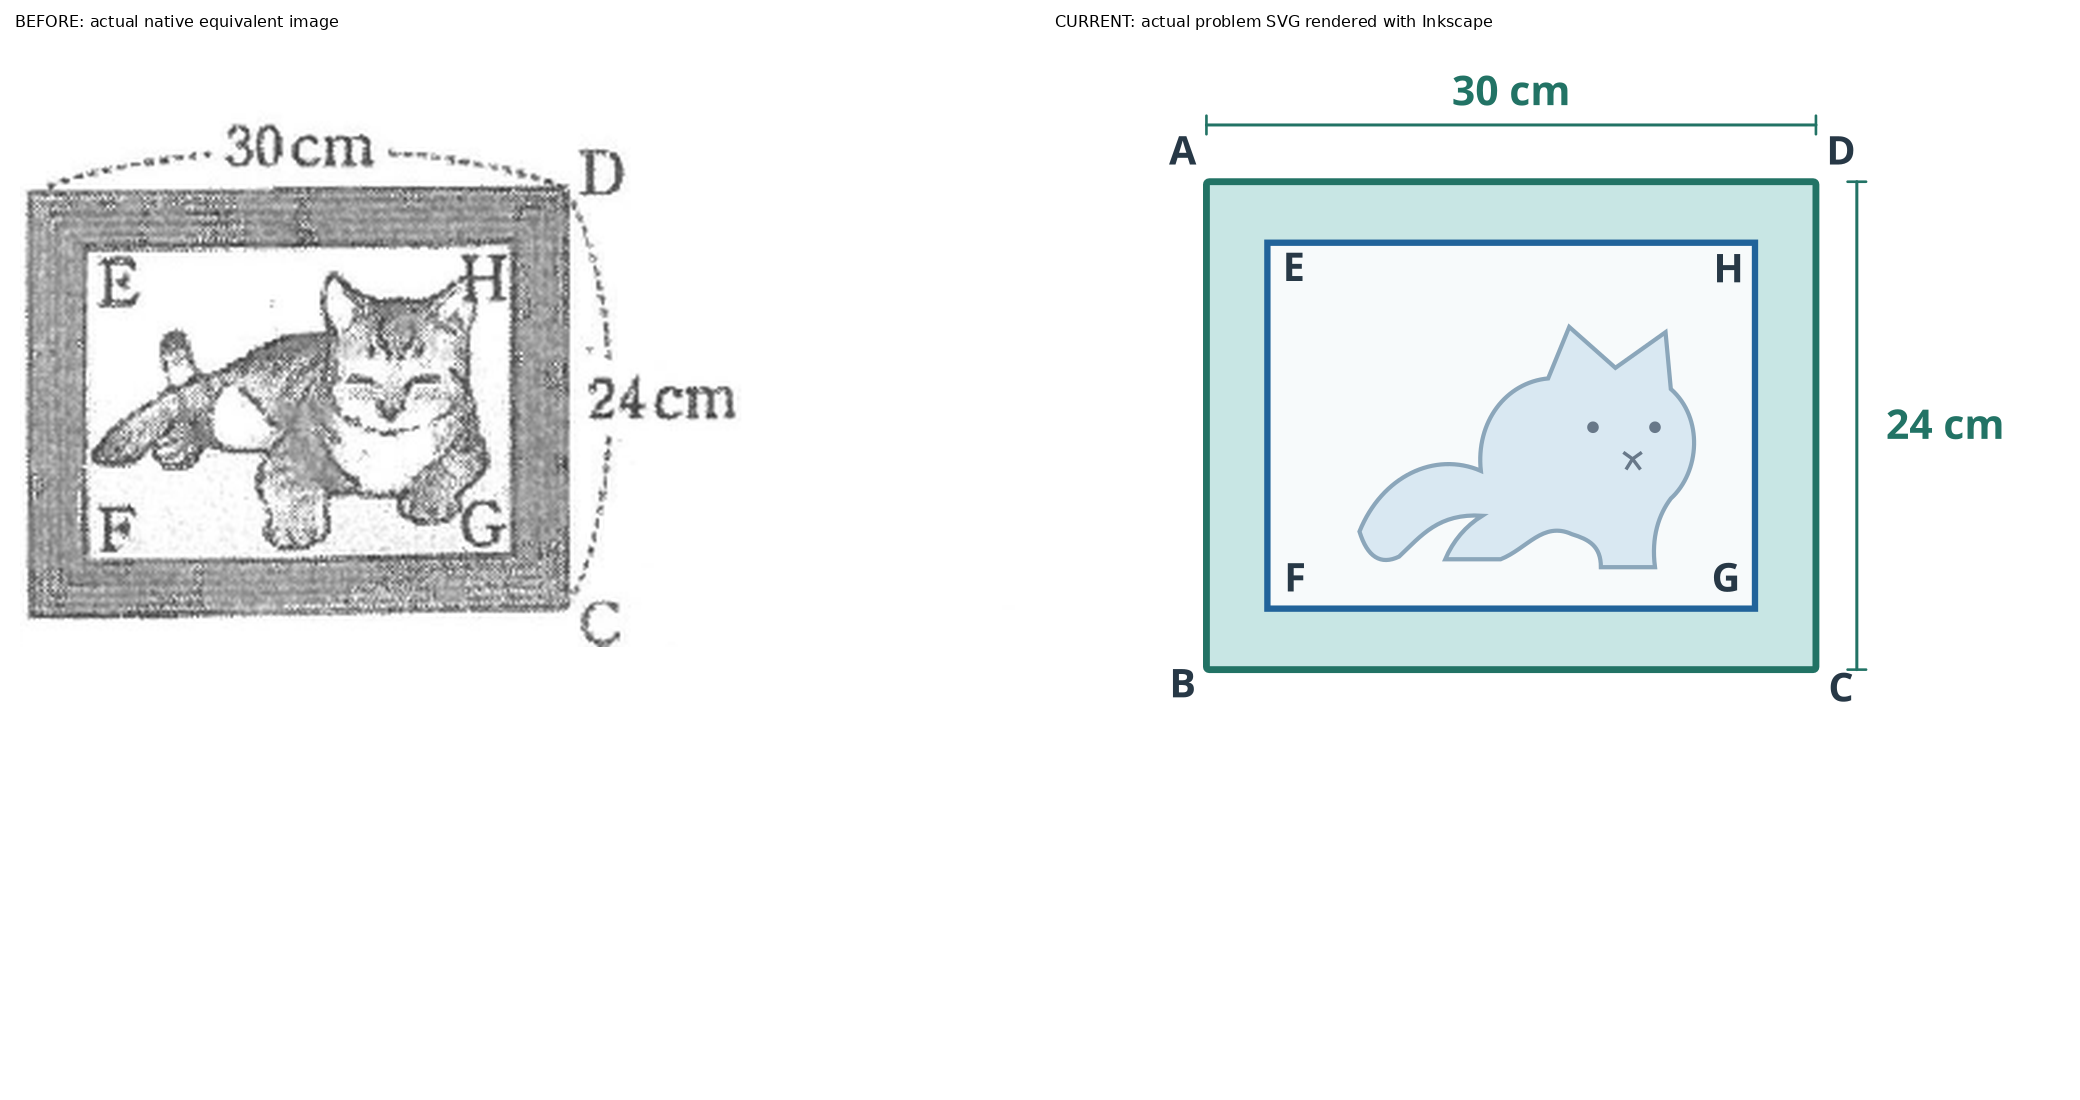 BEFORE: actual native equivalent image
30 cm
D
E
H
24 cm
F
G
C
CURRENT: actual problem SVG rendered with Inkscape
30 cm
A
D
E
H
24 cm
F
G
B
C